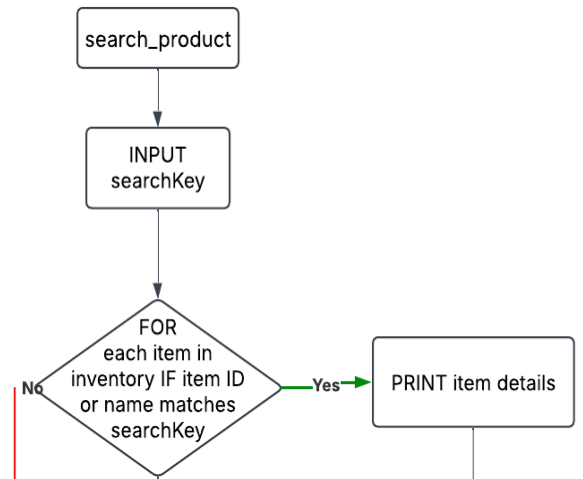 search_product
INPUT
searchKey
FOR
each item in
inventory IF item ID
or name matches
searchKey
No
Yes
PRINT item details